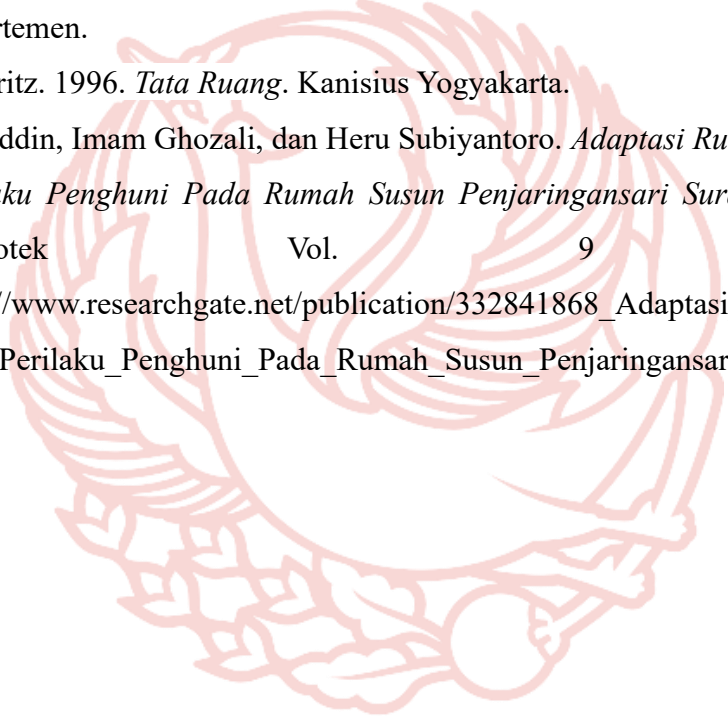 rtemen.
ritz. 1996. Tata Ruang. Kanisius Yogyakarta.
ddin, Imam Ghozali, dan Heru Subiyantoro. Adaptasi Ru
ku Penghuni Pada Rumah Susun Penjaringansari Sur
otek Vol. 9
//www.researchgate.net/publication/332841868_Adaptasi
Perilaku_Penghuni_Pada_Rumah_Susun_Penjaringansar